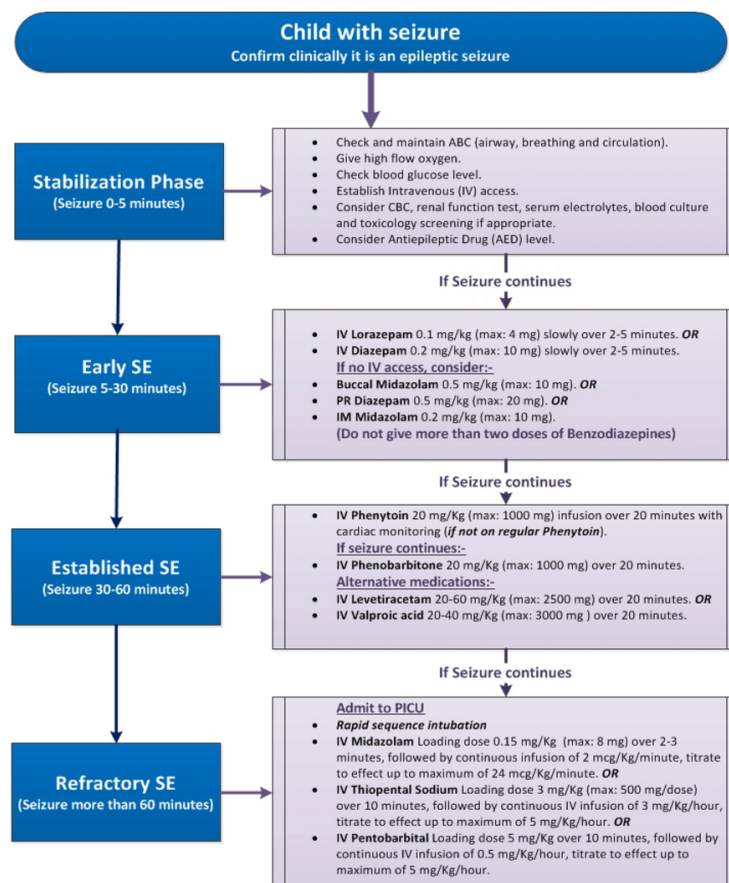 Child with seizure
Confirm clinically it is an epileptic seizure
Stabilization Phase
(Seizure 0-5 minutes)
• Check and maintain ABC (airway, breathing and circulation).
• Give high flow oxygen.
• Check blood glucose level.
• Establish Intravenous (IV) access.
• Consider CBC, renal function test, serum electrolytes, blood culture
and toxicology screening if appropriate.
• Consider Antiepileptic Drug (AED) level.
If Seizure continues
Early SE
(Seizure 5-30 minutes)
• IV Lorazepam 0.1 mg/kg (max: 4 mg) slowly over 2-5 minutes. OR
• IV Diazepam 0.2 mg/kg (max: 10 mg) slowly over 2-5 minutes.
If no IV access, consider:-
• Buccal Midazolam 0.5 mg/kg (max: 10 mg). OR
• PR Diazepam 0.5 mg/kg (max: 20 mg). OR
• IM Midazolam 0.2 mg/kg (max: 10 mg).
(Do not give more than two doses of Benzodiazepines)
If Seizure continues
Established SE
(Seizure 30-60 minutes)
• IV Phenytoin 20 mg/Kg (max: 1000 mg) infusion over 20 minutes with
cardiac monitoring (if not on regular Phenytoin).
If seizure continues:-
• IV Phenobarbitone 20 mg/Kg (max: 1000 mg) over 20 minutes.
Alternative medications:-
• IV Levetiracetam 20-60 mg/Kg (max: 2500 mg) over 20 minutes. OR
• IV Valproic acid 20-40 mg/Kg (max: 3000 mg ) over 20 minutes.
If Seizure continues
Refractory SE
(Seizure more than 60 minutes)
Admit to PICU
• Rapid sequence intubation
• IV Midazolam Loading dose 0.15 mg/Kg (max: 8 mg) over 2-3
minutes, followed by continuous infusion of 2 mcg/Kg/minute, titrate
to effect up to maximum of 24 mcg/Kg/minute. OR
• IV Thiopental Sodium Loading dose 3 mg/Kg (max: 500 mg/dose)
over 10 minutes, followed by continuous IV infusion of 3 mg/Kg/hour,
titrate to effect up to maximum of 5 mg/Kg/hour. OR
• IV Pentobarbital Loading dose 5 mg/Kg over 10 minutes, followed by
continuous IV infusion of 0.5 mg/Kg/hour, titrate to effect up to
maximum of 5 mg/Kg/hour.